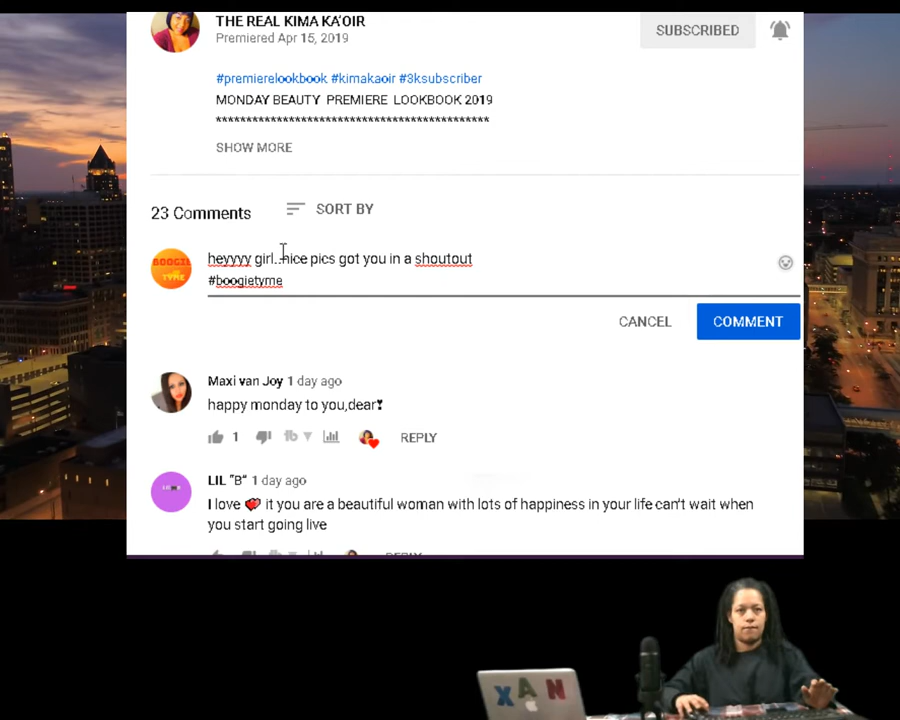 THE REAL KIMA KA'OIR
Premiered Apr 15, 2019
SUBSCRIBED
#premierelookbook #kimakaoir #3ksubscriber
MONDAY BEAUTY PREMIERE LOOKBOOK 2019
*********************************************
SHOW MORE
23 Comments
SORT BY
BOOGIE
TYME
heyyyy girl..nice pics got you in a shoutout
#boogietyme
CANCEL
COMMENT
Maxi van Joy 1 day ago
happy monday to you,dear❣
1
REPLY
LIL "B" 1 day ago
I love 💖 it you are a beautiful woman with lots of happiness in your life can't wait when
you start going live
REPLY
XAN